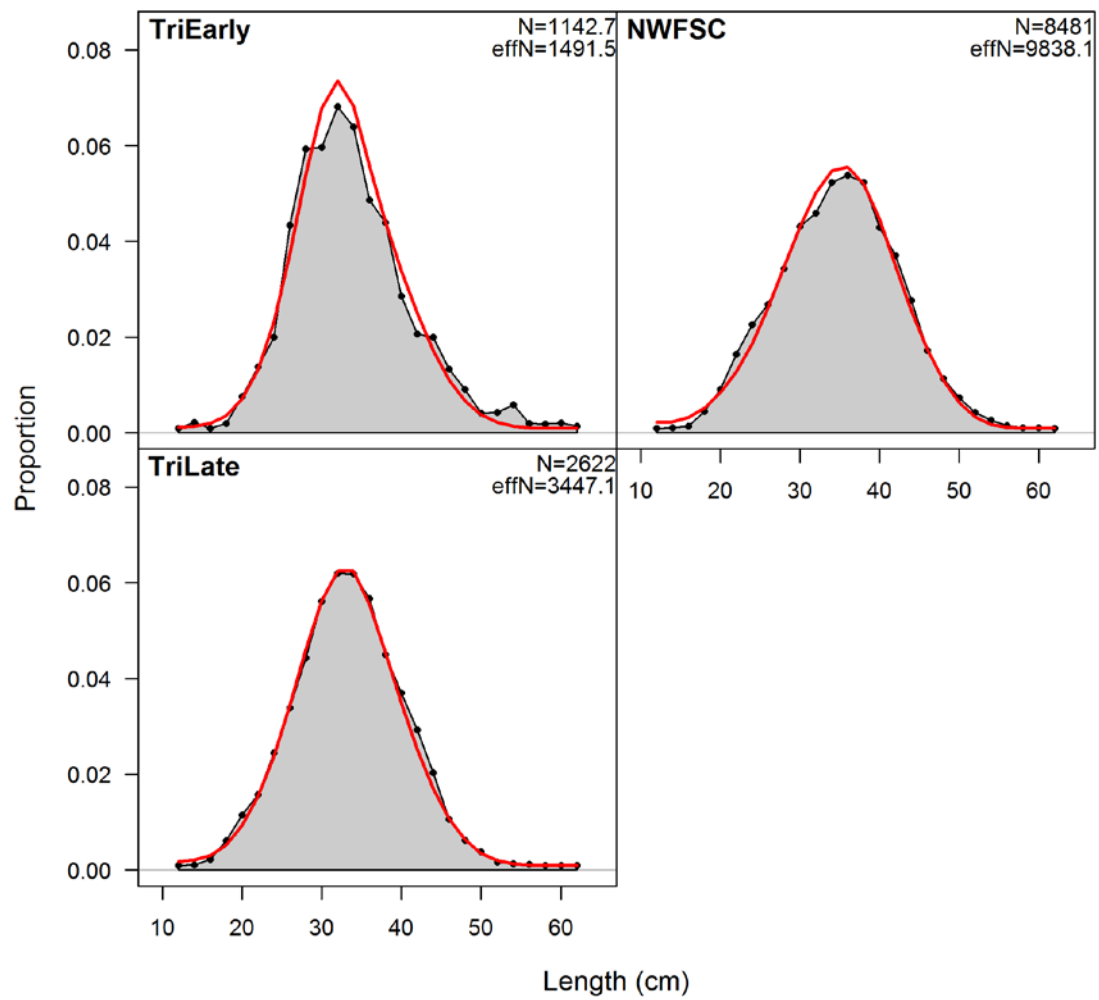 TriEarly
N=1142.7
effN=1491.5
NWFSC
N=8481
effN=9838.1
0.08
0.06
0.04
0.02
0.00
TriLate
N=2622
effN=3447.1
10 20 30 40 50 60
0.08
0.06
0.04
0.02
0.00
10 20 30 40 50 60
Proportion
Length (cm)